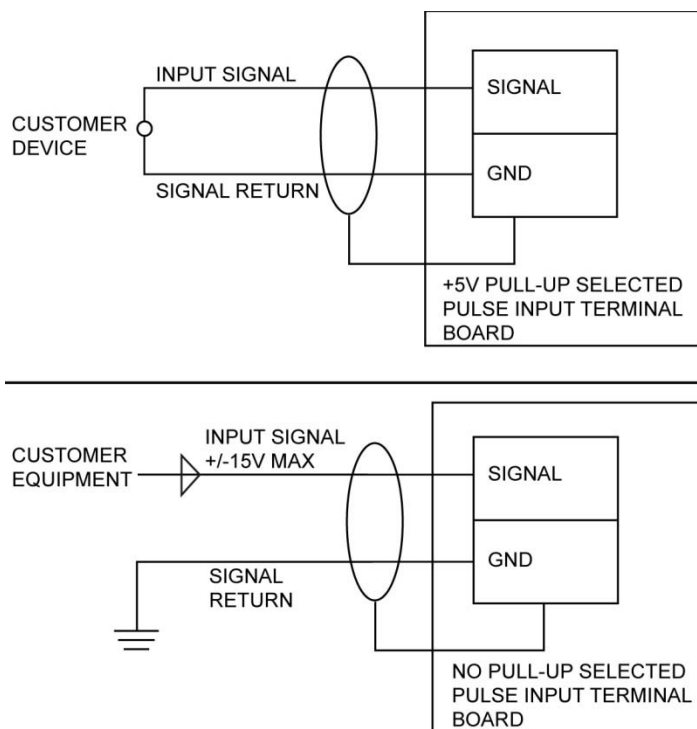 INPUT SIGNAL
SIGNAL
CUSTOMER
DEVICE
GND
SIGNAL RETURN
+5V PULL-UP SELECTED
PULSE INPUT TERMINAL
BOARD
INPUT SIGNAL
+/-15V MAX
CUSTOMER
EQUIPMENT
SIGNAL
GND
SIGNAL
RETURN
NO PULL-UP SELECTED
PULSE INPUT TERMINAL
BOARD